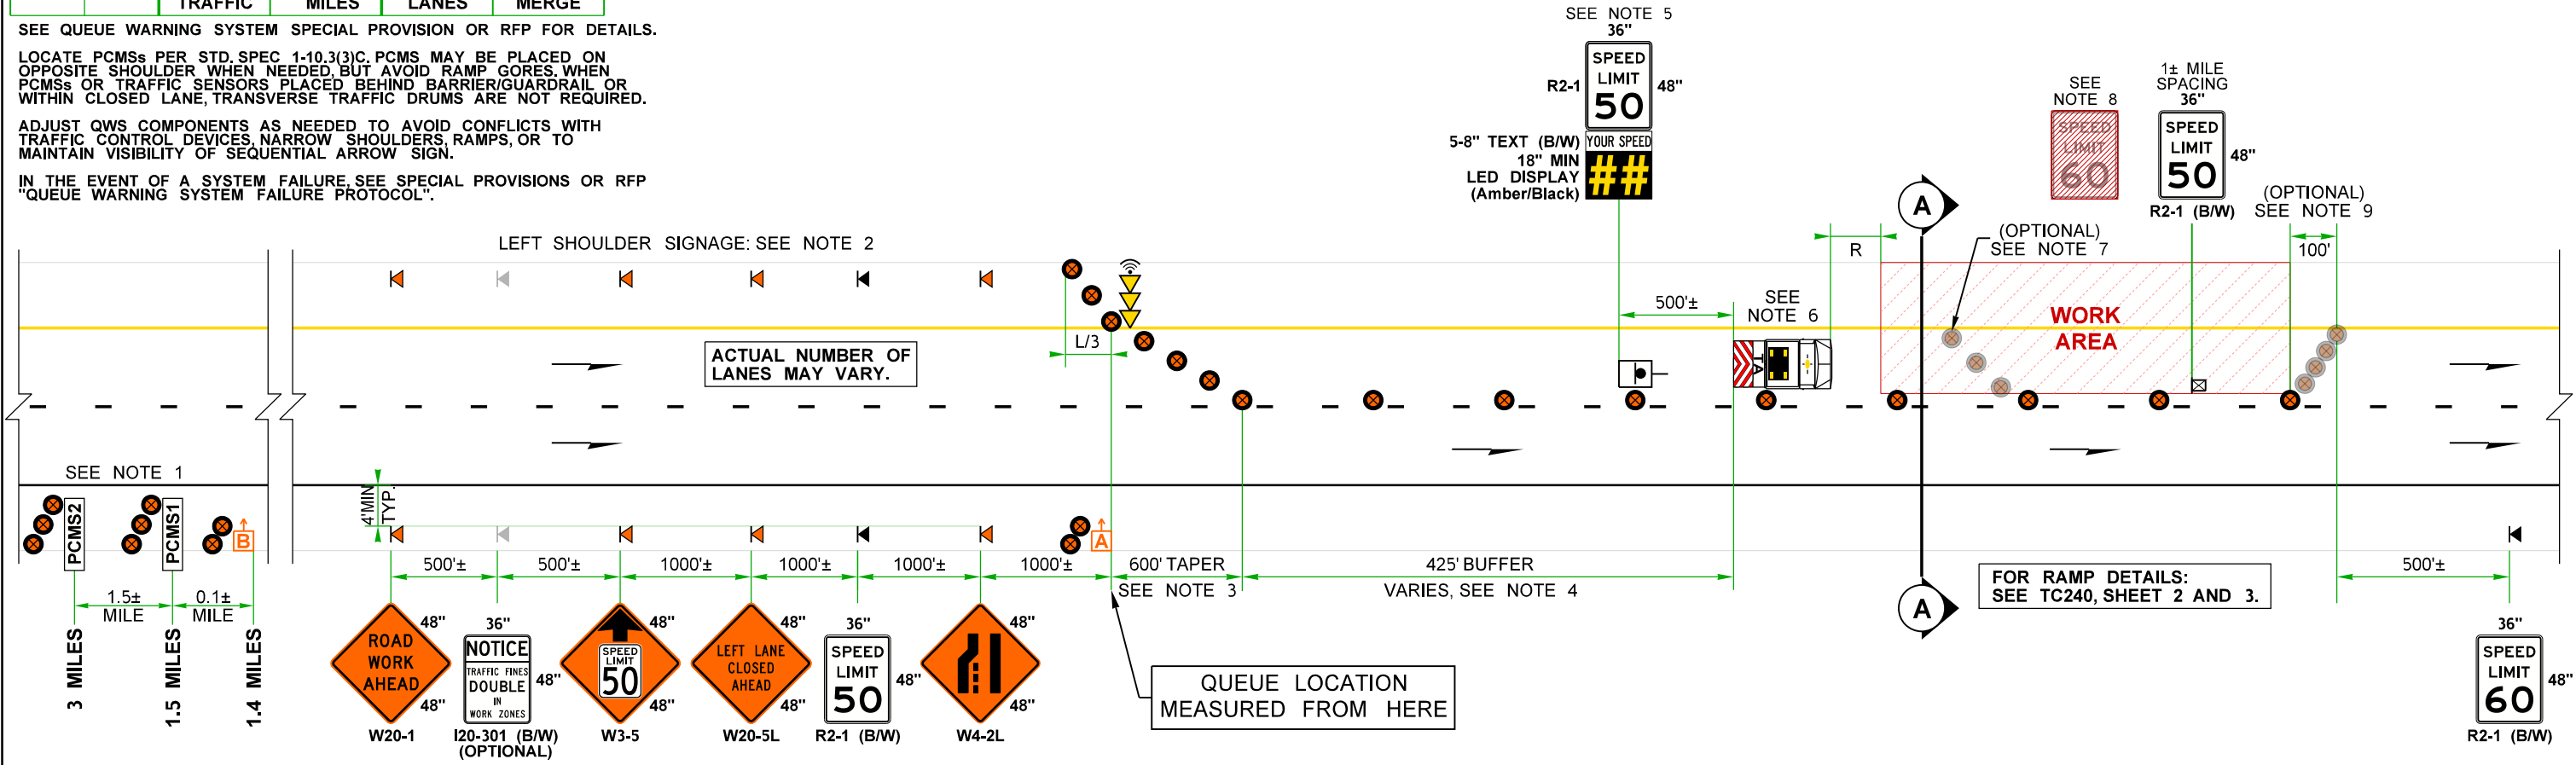 TRAFFIC MILES LANES MERGE
SEE QUEUE WARNING SYSTEM SPECIAL PROVISION OR RFP FOR DETAILS.
LOCATE PCMSs PER STD. SPEC 1-10.3(3)C. PCMS MAY BE PLACED ON
OPPOSITE SHOULDER WHEN NEEDED, BUT AVOID RAMP GORES. WHEN
PCMSs OR TRAFFIC SENSORS PLACED BEHIND BARRIER/GUARDRAIL OR
WITHIN CLOSED LANE, TRANSVERSE TRAFFIC DRUMS ARE NOT REQUIRED.
ADJUST QWS COMPONENTS AS NEEDED TO AVOID CONFLICTS WITH
TRAFFIC CONTROL DEVICES, NARROW SHOULDERS, RAMPS, OR TO
MAINTAIN VISIBILITY OF SEQUENTIAL ARROW SIGN.
IN THE EVENT OF A SYSTEM FAILURE, SEE SPECIAL PROVISIONS OR RFP
"QUEUE WARNING SYSTEM FAILURE PROTOCOL".
SEE NOTE 5
36"
SPEED
LIMIT
50
R2-1
48"
5-8" TEXT (B/W)
YOUR SPEED
18" MIN
LED DISPLAY
(Amber/Black)
##
SEE
NOTE 8
SPEED
LIMIT
60
1± MILE
SPACING
36"
SPEED
LIMIT
50
48"
R2-1 (B/W)
(OPTIONAL)
SEE NOTE 9
100'
A
(OPTIONAL)
SEE NOTE 7
R
LEFT SHOULDER SIGNAGE: SEE NOTE 2
L/3
ACTUAL NUMBER OF
LANES MAY VARY.
500'±
SEE
NOTE 6
TA
WORK
AREA
SEE NOTE 1
PCMS2
PCMS1
B
4'MIN
TYP.
A
1.5±
MILE
0.1±
MILE
3 MILES
1.5 MILES
1.4 MILES
500'±
500'±
1000'±
1000'±
1000'±
1000'±
600' TAPER
SEE NOTE 3
425' BUFFER
VARIES, SEE NOTE 4
A
FOR RAMP DETAILS:
SEE TC240, SHEET 2 AND 3.
500'±
ROAD
WORK
AHEAD
48"
48"
W20-1
36"
NOTICE
TRAFFIC FINES
DOUBLE
IN
WORK ZONES
48"
I20-301 (B/W)
(OPTIONAL)
SPEED
LIMIT
50
48"
48"
W3-5
LEFT LANE
CLOSED
AHEAD
48"
48"
W20-5L
36"
SPEED
LIMIT
50
48"
R2-1 (B/W)
48"
48"
W4-2L
QUEUE LOCATION
MEASURED FROM HERE
36"
SPEED
LIMIT
60
48"
R2-1 (B/W)